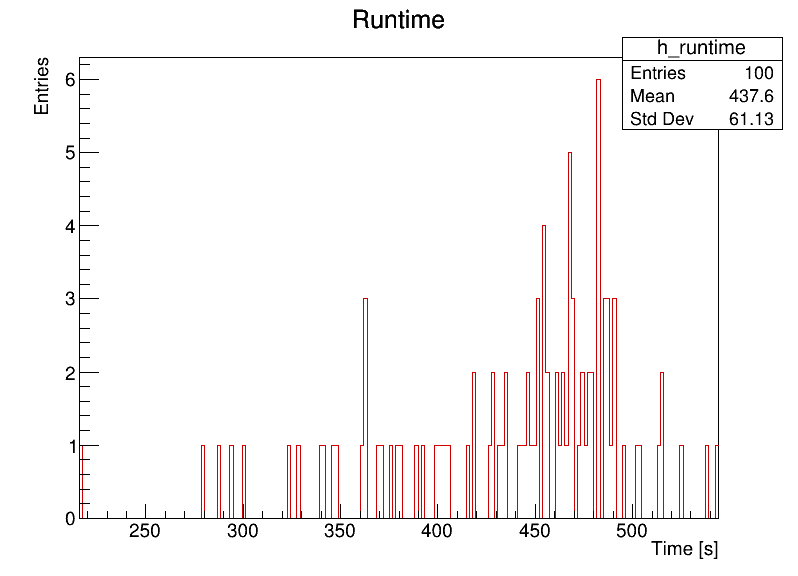 Runtime
h_runtime
Entries 100
Mean 437.6
Std Dev 61.13
Entries
6
5
4
3
2
1
0
250 300 350 400 450 500
Time [s]